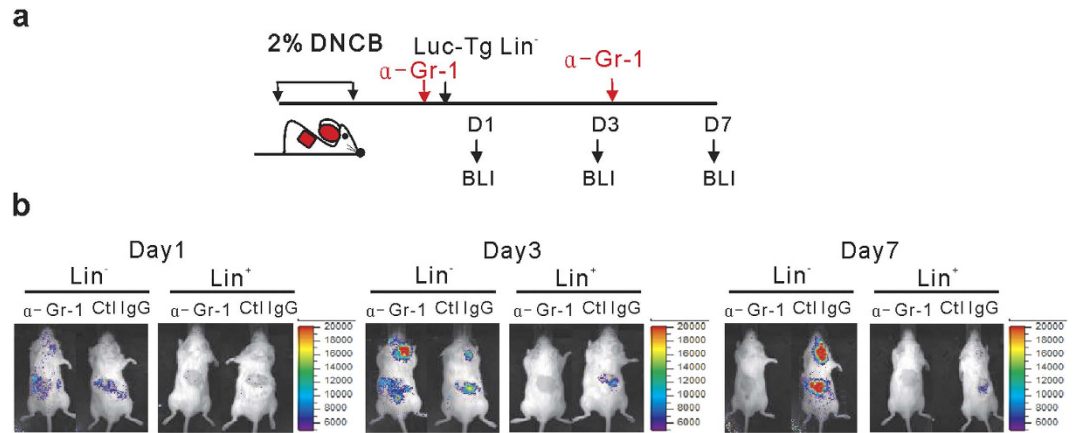 a
2% DNCB
Luc-Tg Lin⁻
α-Gr-1
α-Gr-1
D1
D3
D7
BLI
BLI
BLI
b
Day1
Day3
Day7
Lin⁻
Lin⁺
Lin⁻
Lin⁺
Lin⁻
Lin⁺
α-Gr-1 Ctl IgG
α-Gr-1 Ctl IgG
α-Gr-1 Ctl IgG
α-Gr-1 Ctl IgG
α-Gr-1 Ctl IgG
α-Gr-1 Ctl IgG
20000
18000
16000
14000
12000
10000
8000
6000
20000
18000
16000
14000
12000
10000
8000
6000
20000
18000
16000
14000
12000
10000
8000
6000